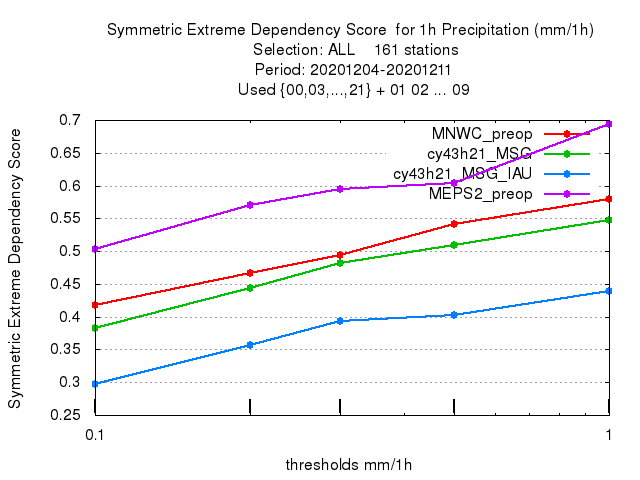 Symmetric Extreme Dependency Score  for 1h Precipitation (mm/1h)
Selection: ALL    161 stations
Period: 20201204-20201211
Used {00,03,...,21} + 01 02 ... 09
Symmetric Extreme Dependency Score
0.7
0.65
0.6
0.55
0.5
0.45
0.4
0.35
0.3
0.25
MNWC_preop
cy43h21_MSG
cy43h21_MSG_IAU
MEPS2_preop
0.1
1
thresholds mm/1h